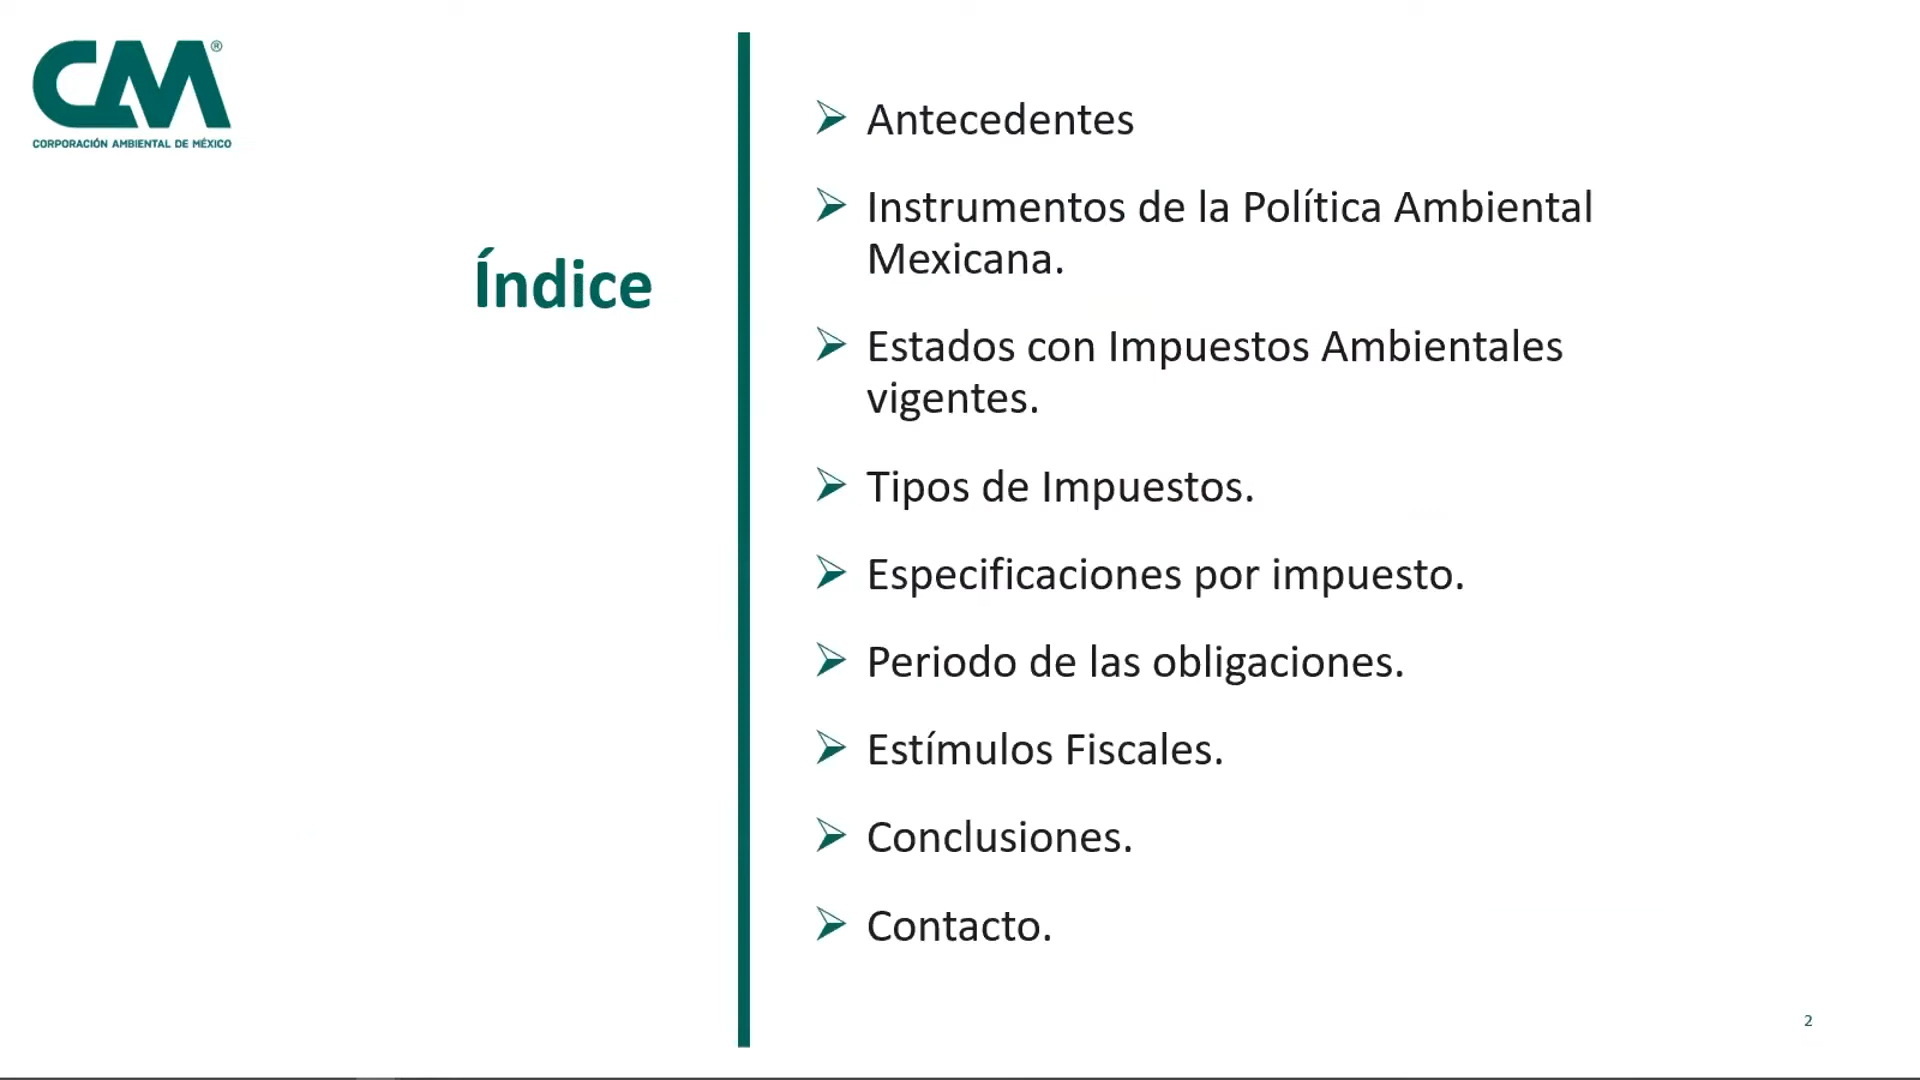 CAM®
CORPORACIÓN AMBIENTAL DE MÉXICO
Índice
Antecedentes
Instrumentos de la Política Ambiental
Mexicana.
Estados con Impuestos Ambientales
vigentes.
Tipos de Impuestos.
Especificaciones por impuesto.
Periodo de las obligaciones.
Estímulos Fiscales.
Conclusiones.
Contacto.
2